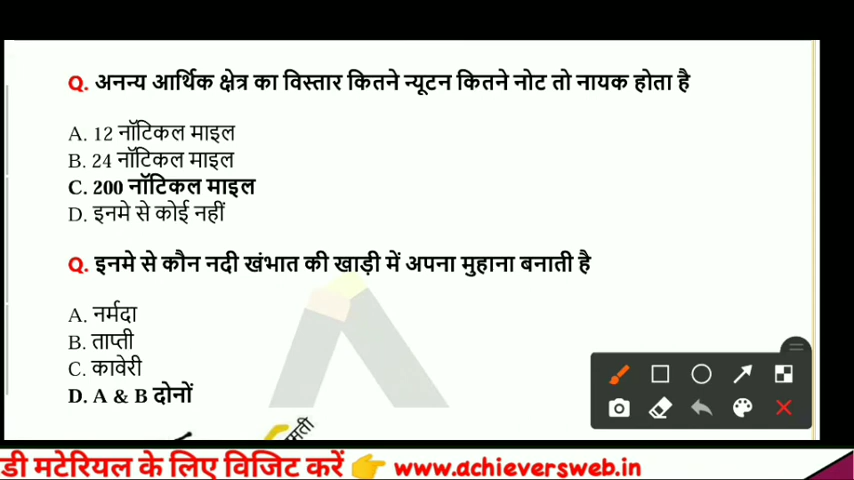 Q. अनन्य आर्थिक क्षेत्र का विस्तार कितने न्यूटन कितने नोट तो नायक होता है
A. 12 नॉटिकल माइल
B. 24 नॉटिकल माइल
C. 200 नॉटिकल माइल
D. इनमे से कोई नहीं
Q. इनमे से कौन नदी खंभात की खाड़ी में अपना मुहाना बनाती है
A. नर्मदा
B. ताप्ती
C. कावेरी
D. A & B दोनों
डी मटेरियल के लिए विजिट करें 👉 www.achieversweb.in